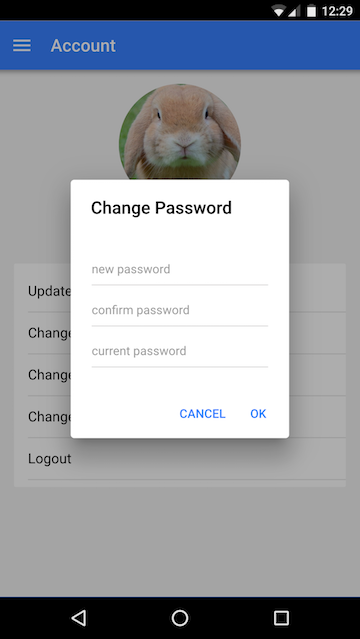 12:29
Account
Change Password
new password
confirm password
current password
CANCEL OK
Update
Change
Change
Change
Logout